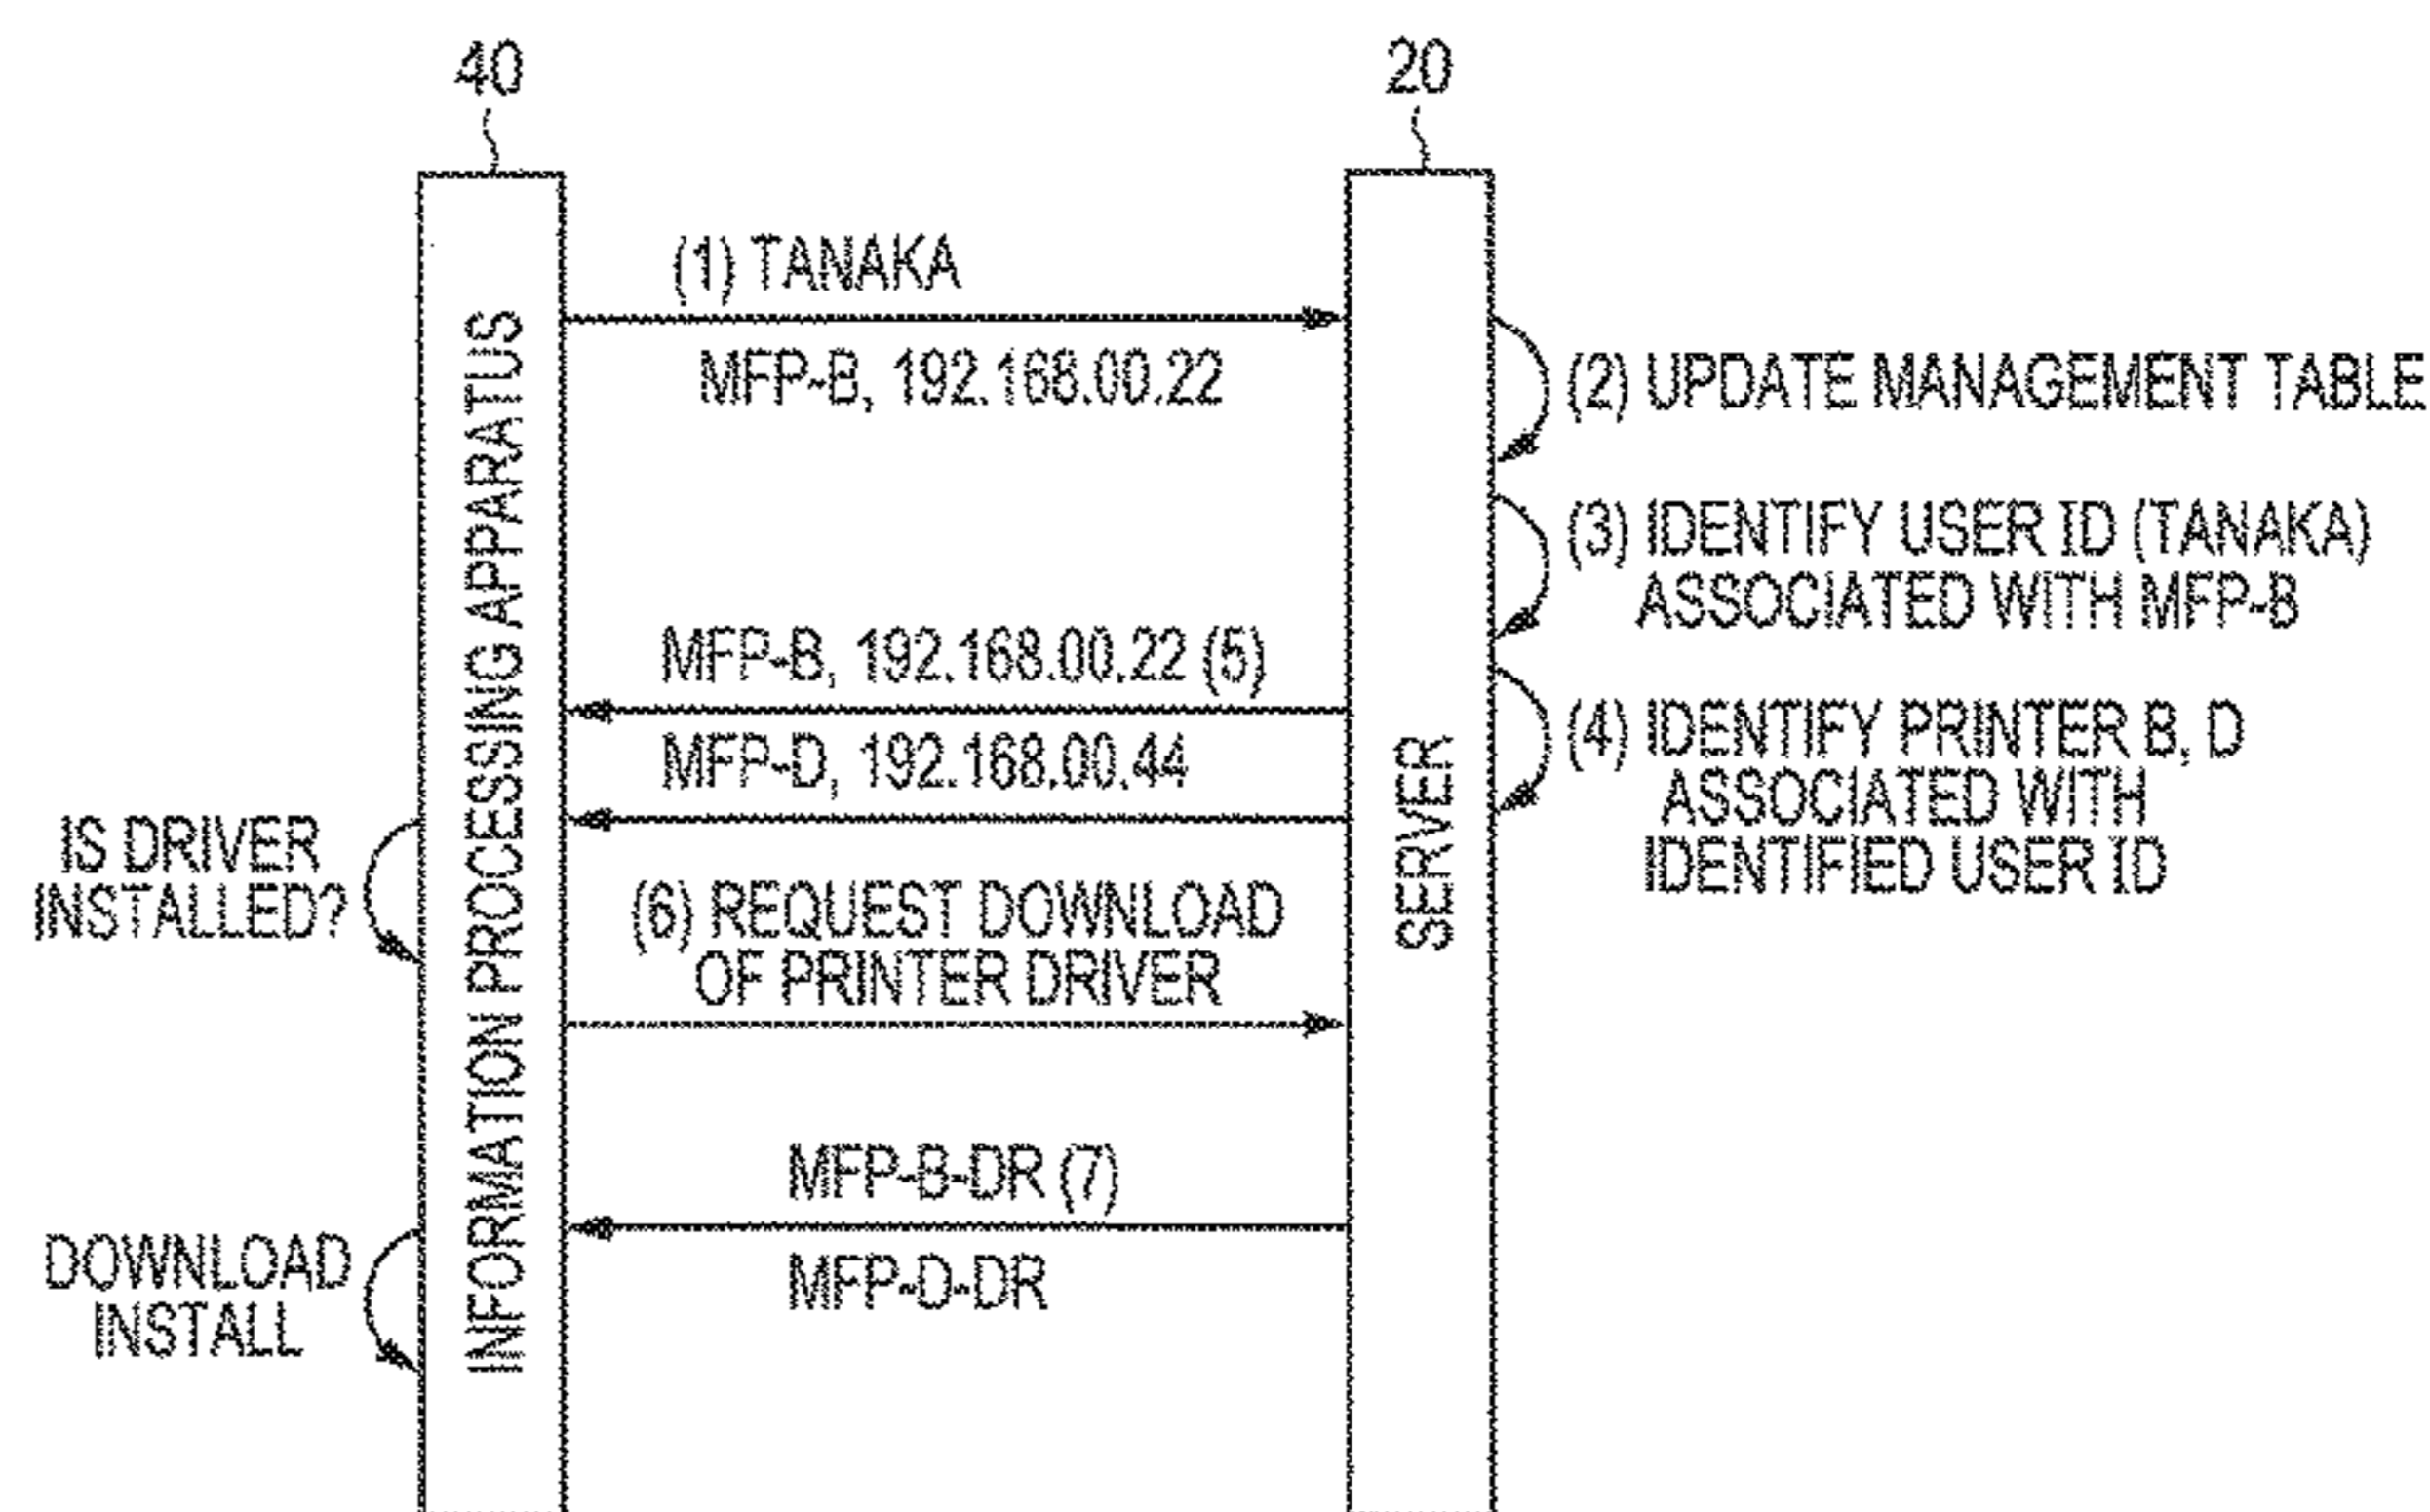 40
20
(1) TANAKA
MFP-B, 192.168.00.22
(2) UPDATE MANAGEMENT TABLE
(3) IDENTIFY USER ID (TANAKA)
ASSOCIATED WITH MFP-B
MFP-B, 192.168.00.22 (5)
MFP-D, 192.168.00.44
(4) IDENTIFY PRINTER B, D
ASSOCIATED WITH
IDENTIFIED USER ID
IS DRIVER
INSTALLED?
INFORMATION PROCESSING APPARATUS
SERVER
(6) REQUEST DOWNLOAD
OF PRINTER DRIVER
MFP-B-DR (7)
MFP-D-DR
DOWNLOAD
INSTALL